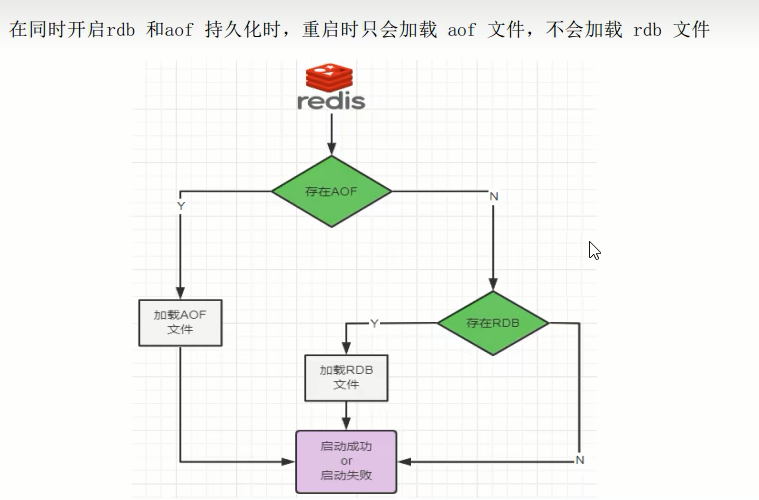 在同时开启rdb 和aof 持久化时，重启时只会加载 aof 文件，不会加载 rdb 文件
redis
存在AOF
Y
N
加载AOF
文件
Y
存在RDB
加载RDB
文件
启动成功
or
启动失败
N